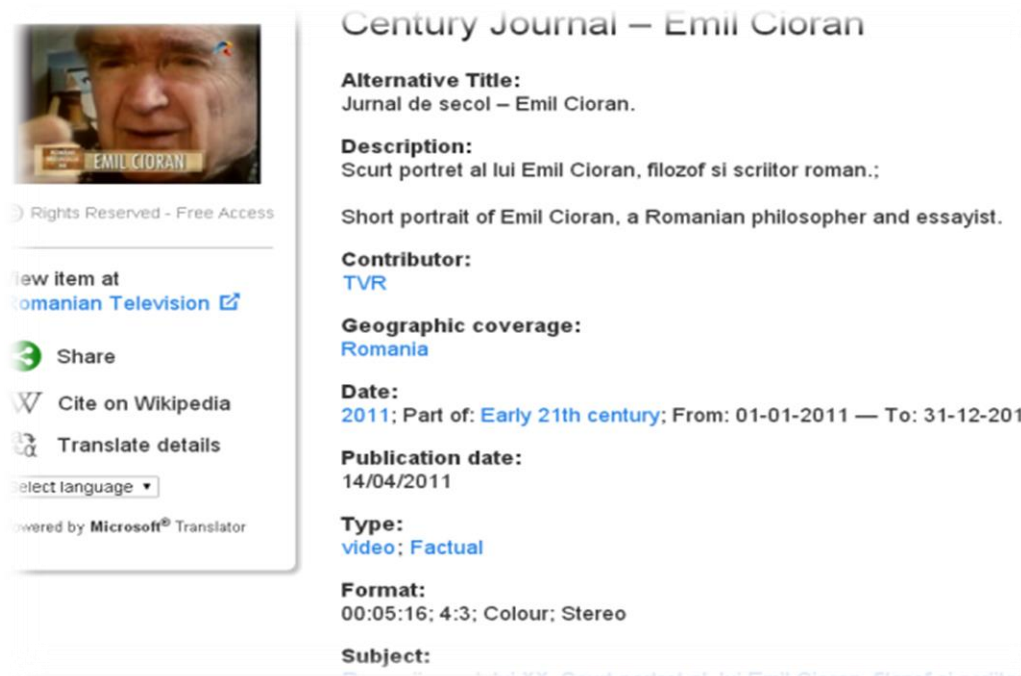 Century Journal – Emil Cioran
EMIL CIORAN
Rights Reserved - Free Access
iew item at
omanian Television
Share
Cite on Wikipedia
Translate details
elect language
owered by Microsoft® Translator
Alternative Title:
Jurnal de secol – Emil Cioran.
Description:
Scurt portret al lui Emil Cioran, filozof si scriitor roman.;
Short portrait of Emil Cioran, a Romanian philosopher and essayist.
Contributor:
TVR
Geographic coverage:
Romania
Date:
2011; Part of: Early 21th century; From: 01-01-2011 — To: 31-12-201
Publication date:
14/04/2011
Type:
video; Factual
Format:
00:05:16; 4:3; Colour; Stereo
Subject: